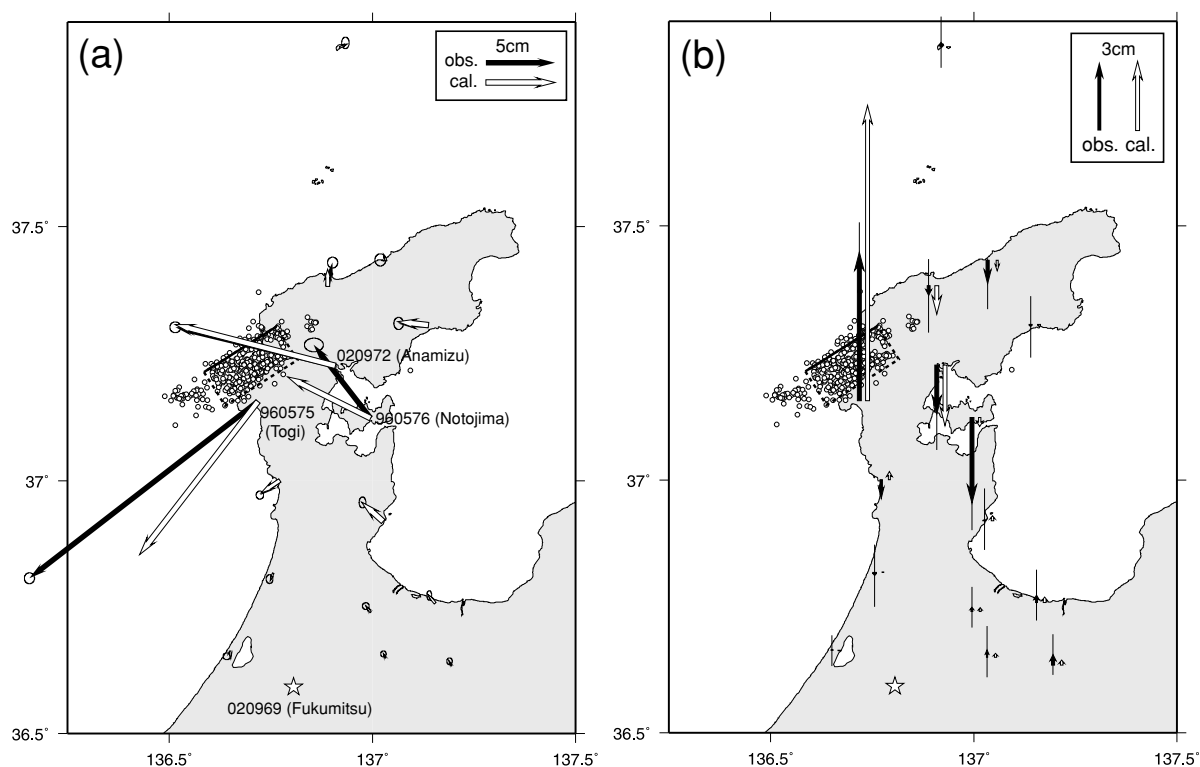 (a)
5cm
obs.
cal.
37.5°
37°
36.5°
020972 (Anamizu)
960575
(Togi)
960576 (Notojima)
020969 (Fukumitsu)
136.5°
137°
137.5°
(b)
3cm
obs. cal.
37.5°
37°
36.5°
136.5°
137°
137.5°